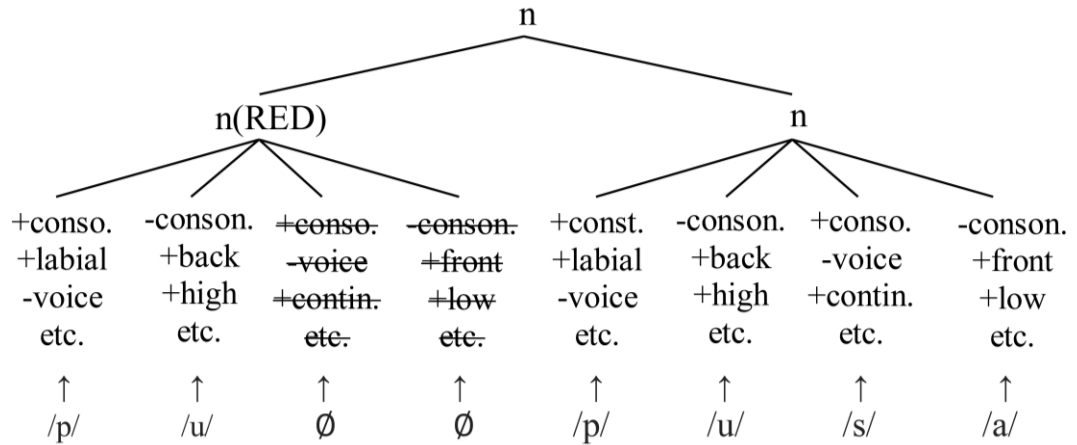 n
n(RED) n
+conso. -conson. +conso. -conson. +const. -conson. +conso. -conson.
+labial +back -voice +front +labial +back -voice +front
-voice +high +contin. +low -voice +high +contin. +low
etc. etc. etc. etc. etc. etc. etc. etc.
↑ ↑ ↑ ↑ ↑ ↑ ↑ ↑
/p/ /u/ ∅ ∅ /p/ /u/ /s/ /a/